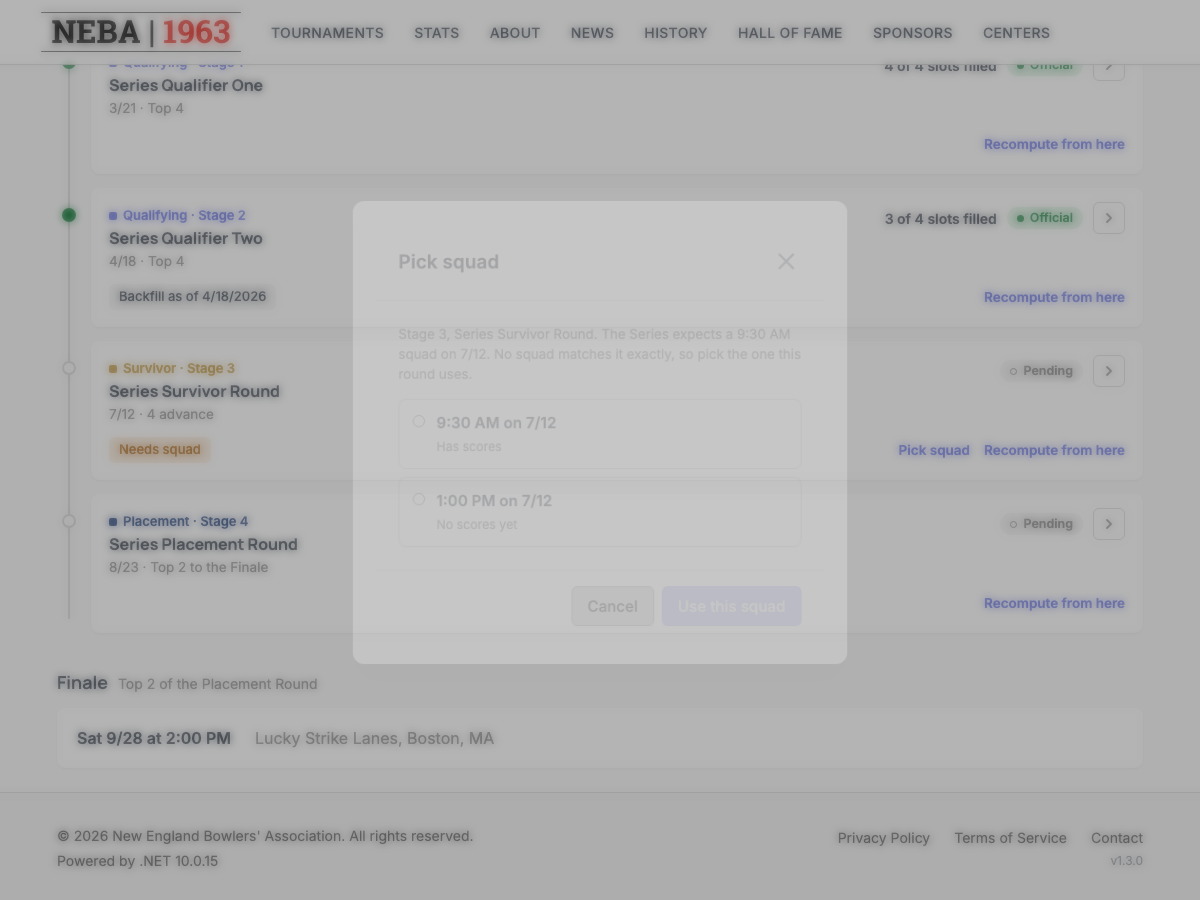 NEBA | 1963
TOURNAMENTS STATS ABOUT NEWS HISTORY HALL OF FAME SPONSORS CENTERS
Qualifying · Stage 4 of 4 slots filled Official
Series Qualifier One
3/21 · Top 4
Recompute from here
Qualifying · Stage 2 3 of 4 slots filled Official
Series Qualifier Two
4/18 · Top 4
Backfill as of 4/18/2026 Recompute from here
Survivor · Stage 3 Pending
Series Survivor Round
7/12 · 4 advance
Needs squad Pick squad Recompute from here
Placement · Stage 4 Pending
Series Placement Round
8/23 · Top 2 to the Finale
Recompute from here
Pick squad
Stage 3, Series Survivor Round. The Series expects a 9:30 AM
squad on 7/12. No squad matches it exactly, so pick the one this
round uses.
9:30 AM on 7/12
Has scores
1:00 PM on 7/12
No scores yet
Cancel Use this squad
Finale Top 2 of the Placement Round
Sat 9/28 at 2:00 PM Lucky Strike Lanes, Boston, MA
© 2026 New England Bowlers' Association. All rights reserved.
Powered by .NET 10.0.15
Privacy Policy Terms of Service Contact
v1.3.0